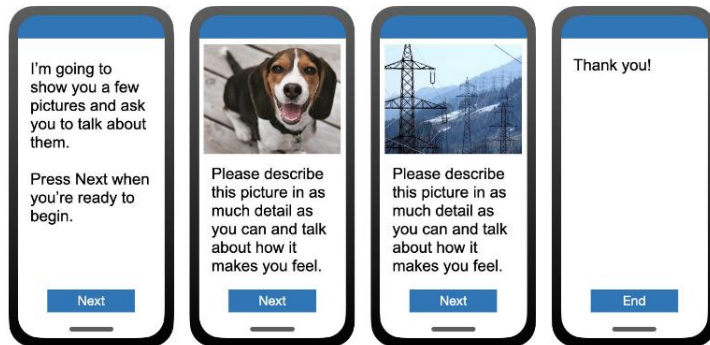 I'm going to
show you a few
pictures and ask
you to talk about
them.
Press Next when
you're ready to
begin.
Next
Please describe
this picture in as
much detail as
you can and talk
about how it
makes you feel.
Next
Please describe
this picture in as
much detail as
you can and talk
about how it
makes you feel.
Next
Thank you!
End